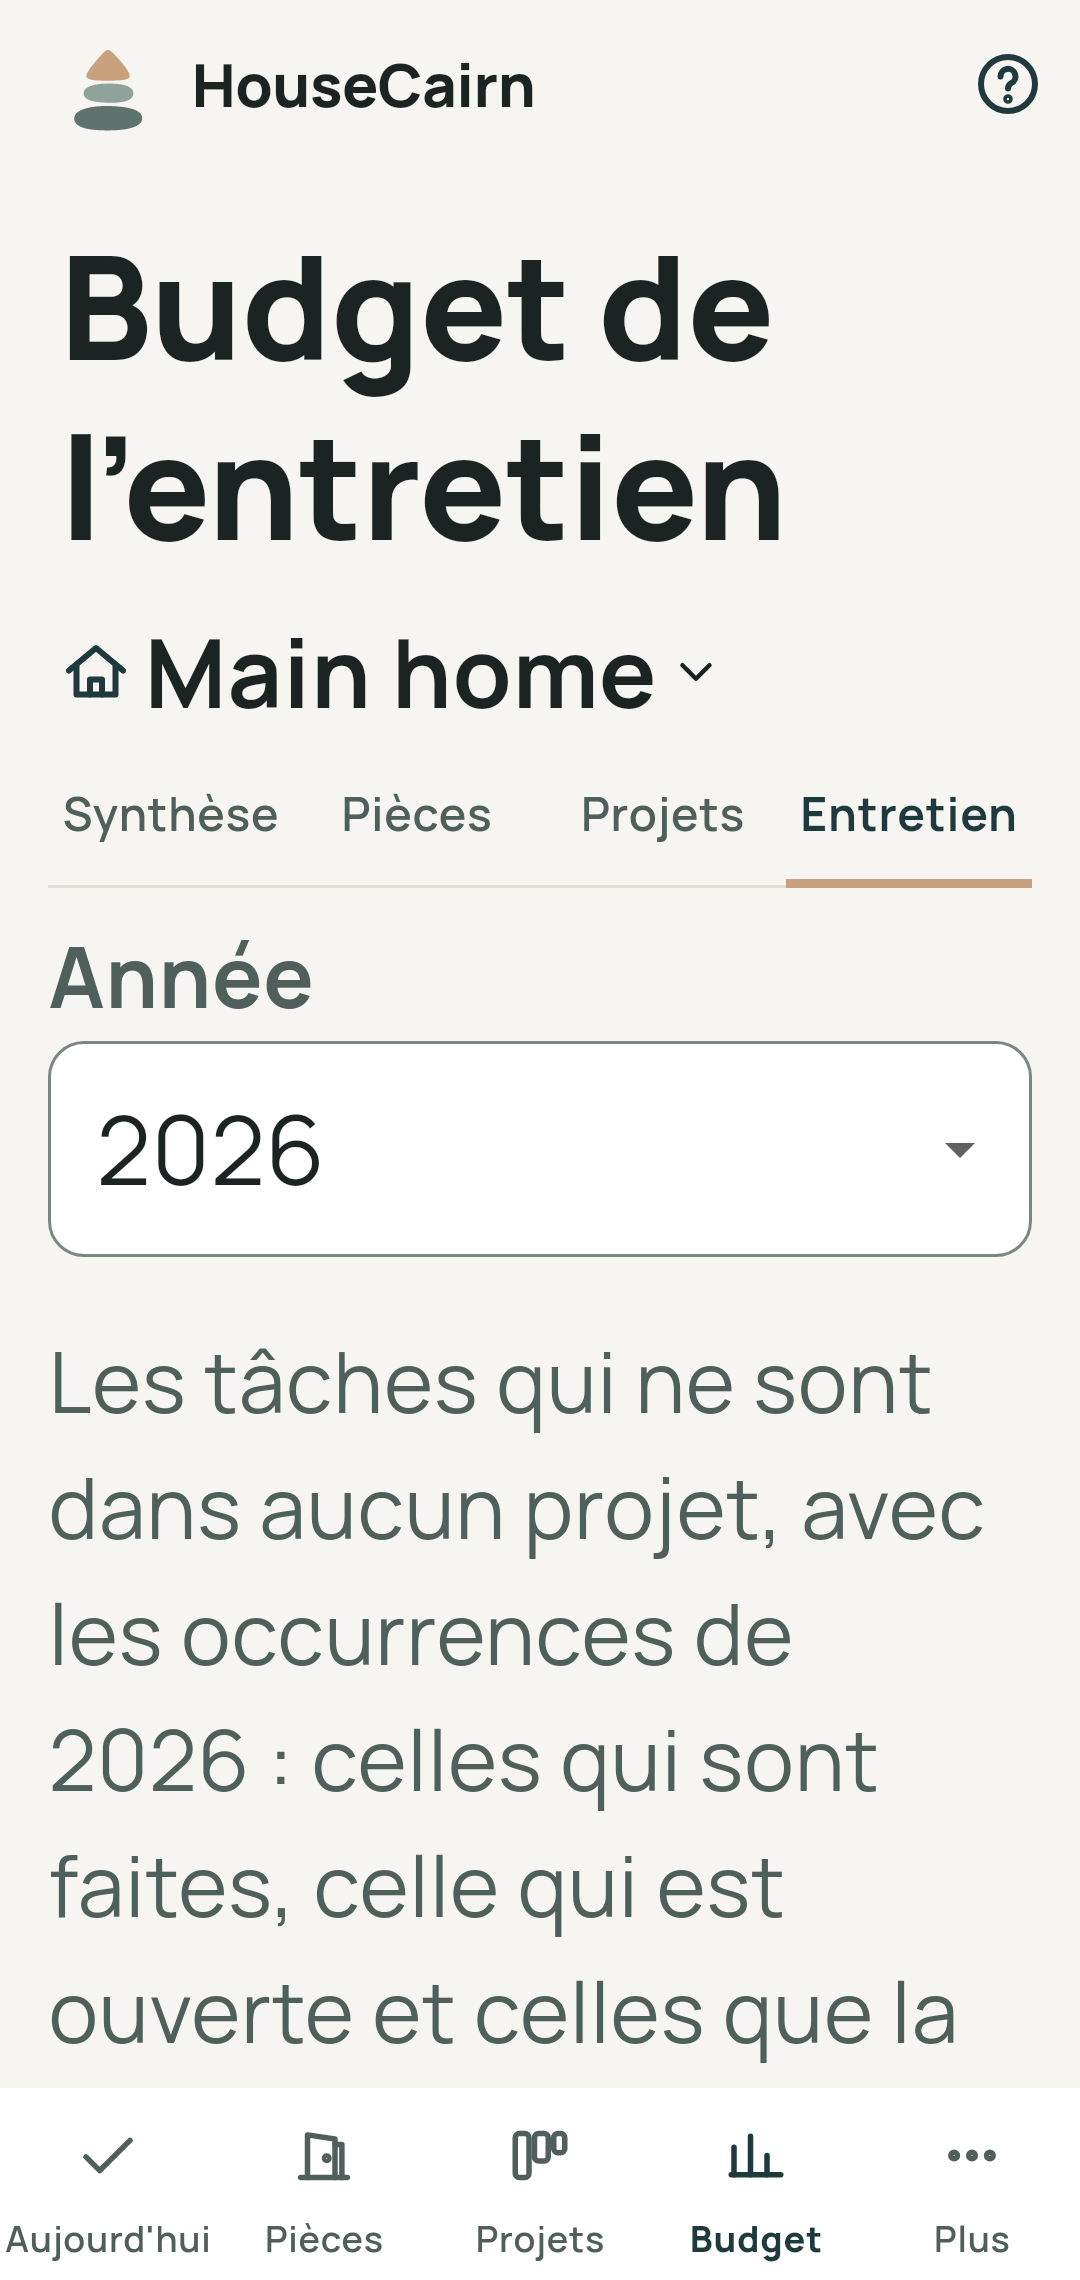 HouseCairn
Budget de
l’entretien
Main home
Synthèse Pièces Projets Entretien
Année
2026
Les tâches qui ne sont
dans aucun projet, avec
les occurrences de
2026 : celles qui sont
faites, celle qui est
ouverte et celles que la
Aujourd'hui Pièces Projets Budget Plus